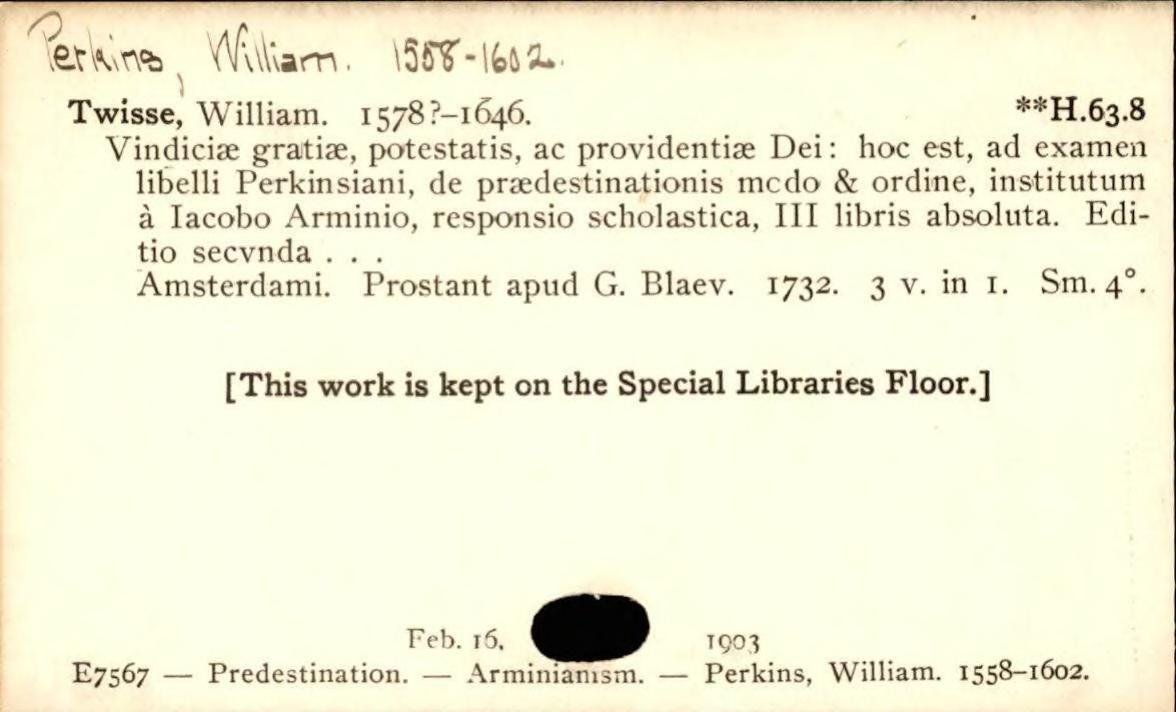 Perkins, William. 1558-1602.
Twisse, William. 1578?–1646. **H.63.8
Vindiciæ gratiæ, potestatis, ac providentiæ Dei: hoc est, ad examen
libelli Perkinsiani, de prædestinationis mcdo & ordine, institutum
à Iacobo Arminio, responsio scholastica, III libris absoluta. Edi-
tio secvnda . . .
Amsterdami. Prostant apud G. Blaev. 1732. 3 v. in 1. Sm. 4°.
[This work is kept on the Special Libraries Floor.]
Feb. 16, 1903
E7567 — Predestination. — Arminianism. — Perkins, William. 1558–1602.